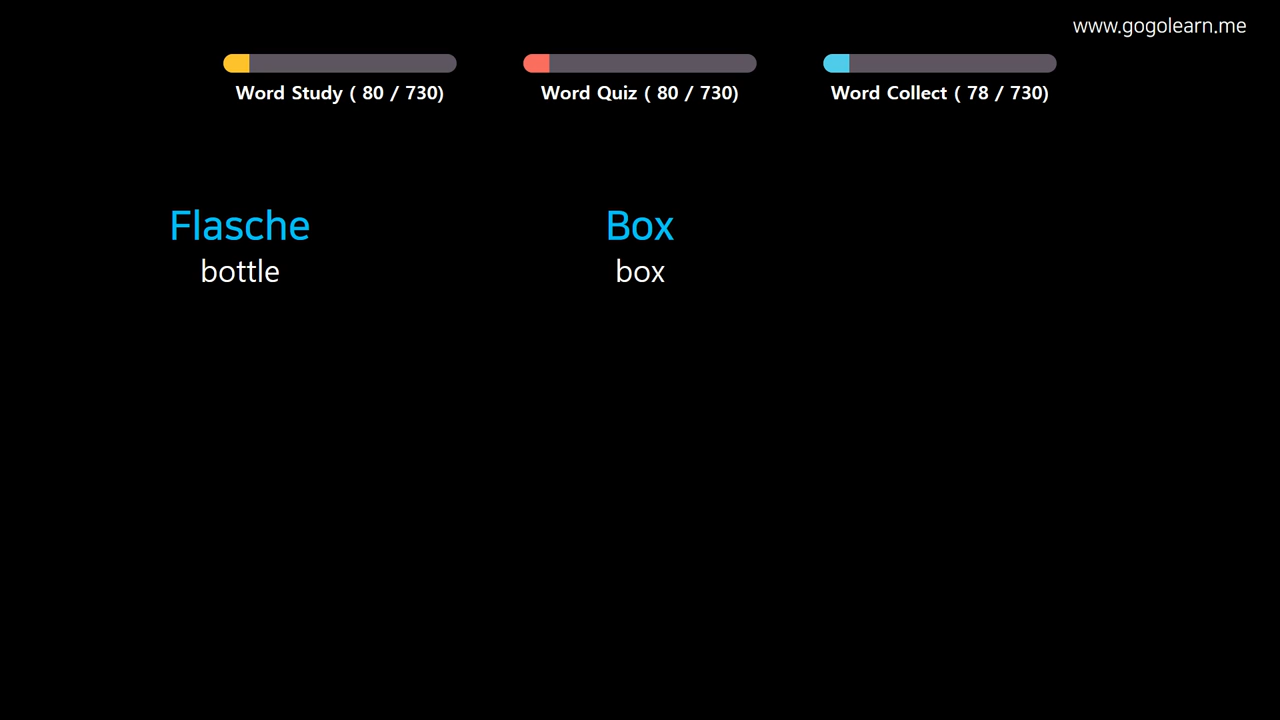 www.gogolearn.me
Word Study ( 80 / 730)
Word Quiz ( 80 / 730)
Word Collect ( 78 / 730)
Flasche
bottle
Box
box